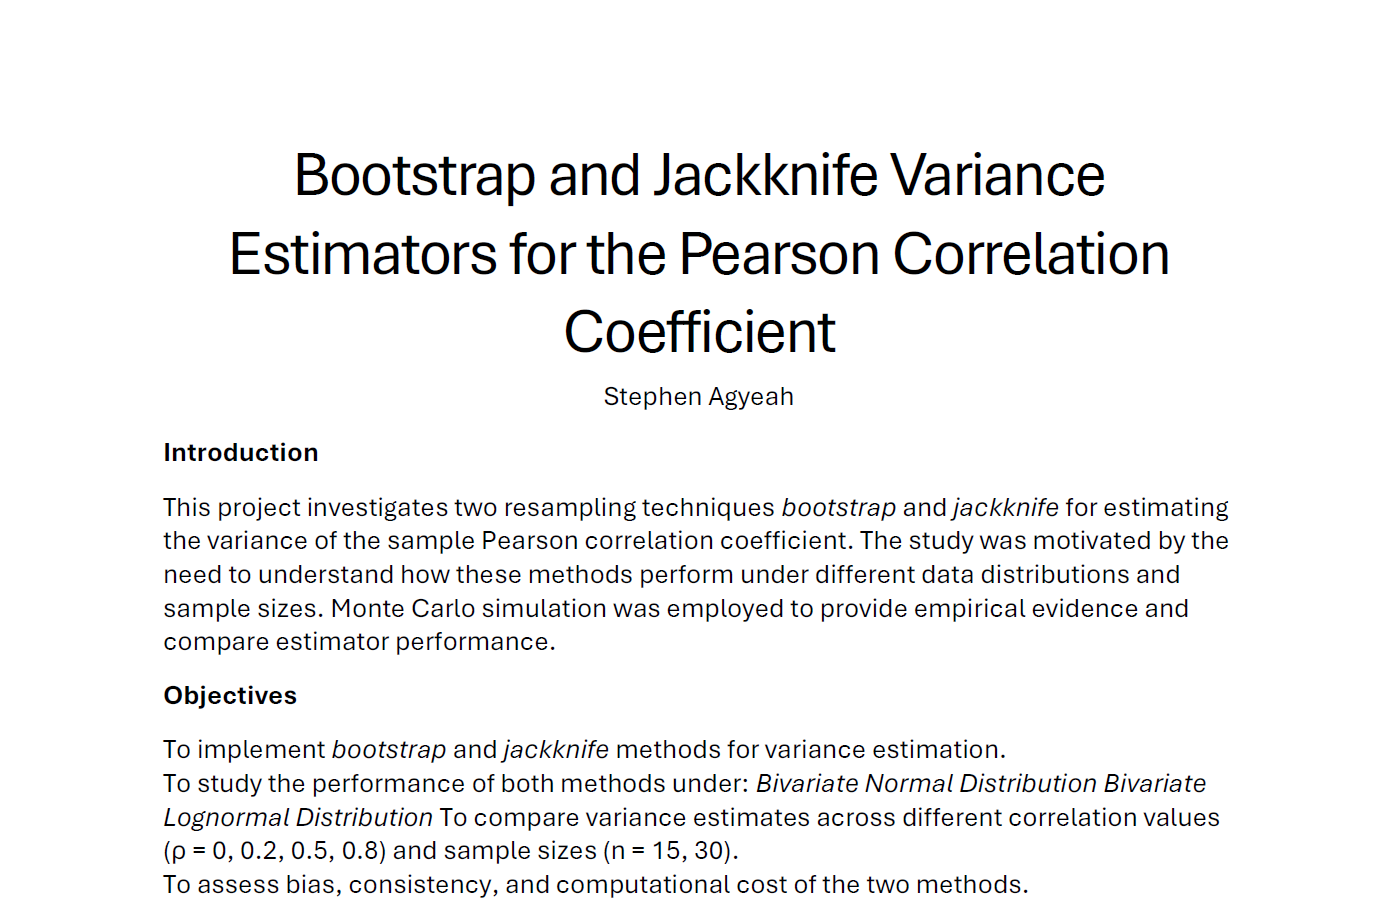 Bootstrap and Jackknife Variance
Estimators for the Pearson Correlation
Coefficient
Stephen Agyeah
Introduction
This project investigates two resampling techniques bootstrap and jackknife for estimating
the variance of the sample Pearson correlation coefficient. The study was motivated by the
need to understand how these methods perform under different data distributions and
sample sizes. Monte Carlo simulation was employed to provide empirical evidence and
compare estimator performance.
Objectives
To implement bootstrap and jackknife methods for variance estimation.
To study the performance of both methods under: Bivariate Normal Distribution Bivariate
Lognormal Distribution To compare variance estimates across different correlation values
(ρ = 0, 0.2, 0.5, 0.8) and sample sizes (n = 15, 30).
To assess bias, consistency, and computational cost of the two methods.